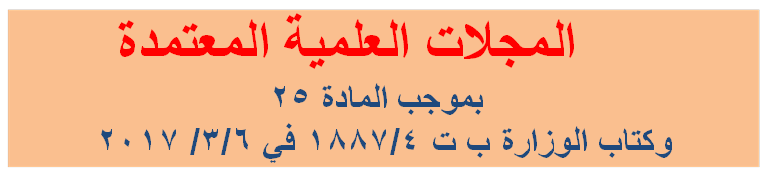 المجلات العلمية المعتمدة
بموجب المادة ٢٥
وكتاب الوزارة ب ت ١٨٨٧/٤ في ٣/٦/ ٢٠١٧